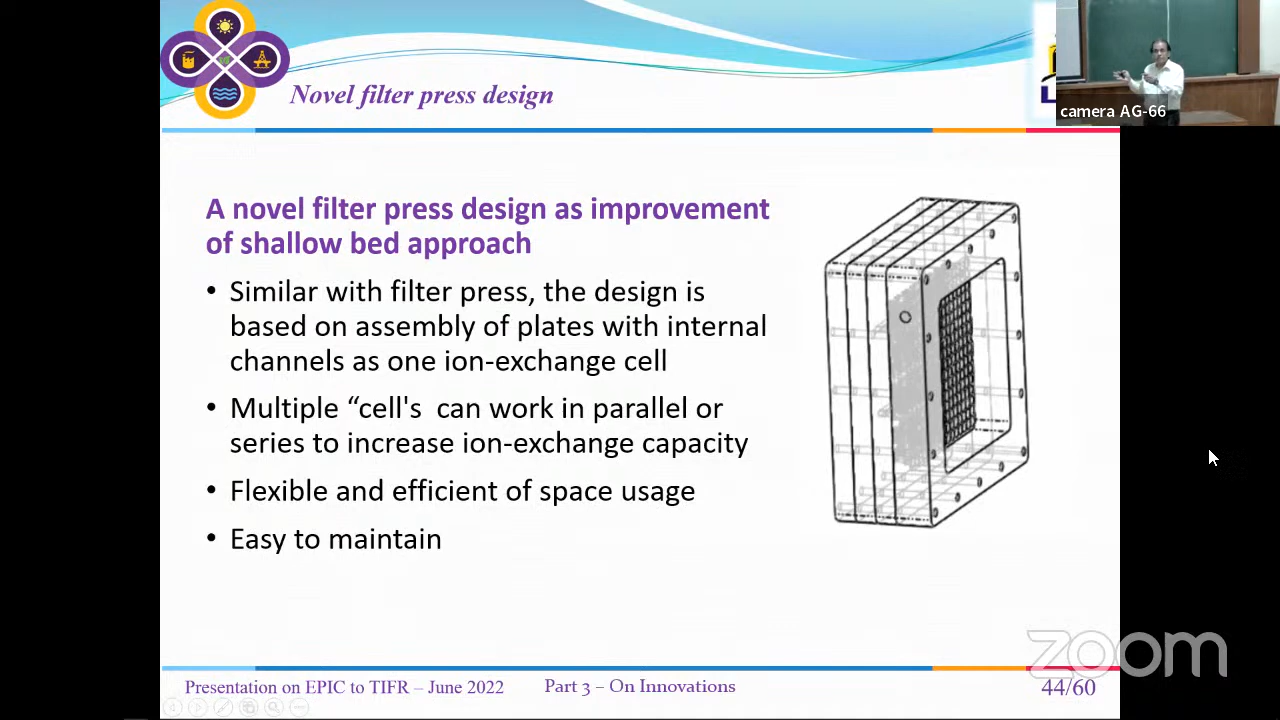 Novel filter press design
camera AG-66
A novel filter press design as improvement
of shallow bed approach
• Similar with filter press, the design is
based on assembly of plates with internal
channels as one ion-exchange cell
• Multiple “cell's can work in parallel or
series to increase ion-exchange capacity
• Flexible and efficient of space usage
• Easy to maintain
zoom
Presentation on EPIC to TIFR – June 2022
Part 3 – On Innovations
44/60